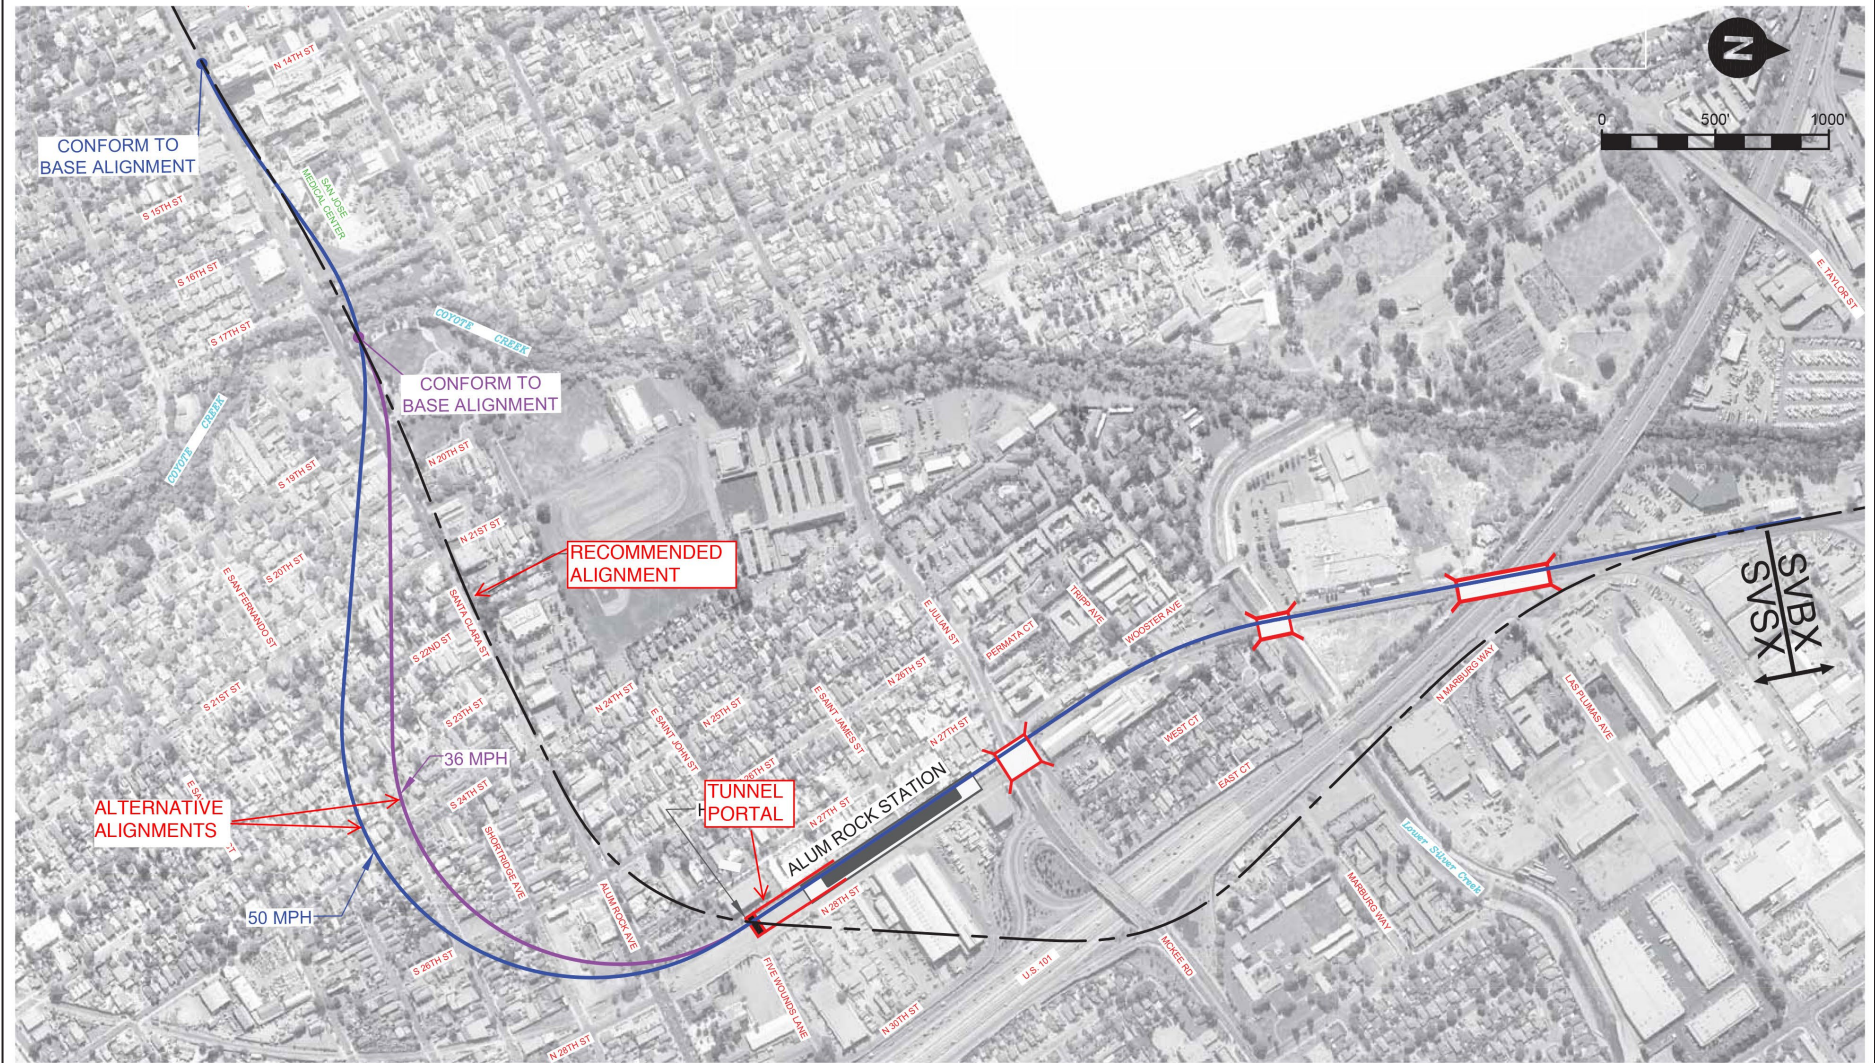 N 14TH ST
N
0 500' 1000'
CONFORM TO
BASE ALIGNMENT
SAN JOSE
MEDICAL CENTER
S 15TH ST
S 16TH ST
S 17TH ST
E. TAYLOR ST
COYOTE CREEK
CONFORM TO
BASE ALIGNMENT
COYOTE CREEK
S 19TH ST
N 20TH ST
N 21ST ST
RECOMMENDED
ALIGNMENT
S 20TH ST
E SAN FERNANDO ST
SANTA CLARA ST
S 22ND ST
S 21ST ST
S 23TH ST
E JULIAN ST
PERMATA CT
TRIPP AVE
WOOSTER AVE
SVBX
SVSX
N 26TH ST
N 24TH ST
N 25TH ST
E SAINT JOHN ST
E SAINT JAMES ST
N 27TH ST
WEST CT
EAST CT
N MARBURG WAY
LAS PLUMAS AVE
36 MPH
S 24TH ST
26TH ST
TUNNEL
PORTAL
N 27TH ST
ALUM ROCK STATION
ALTERNATIVE
ALIGNMENTS
SHORTRIDGE AVE
ALUM ROCK AVE
50 MPH
S 26TH ST
N 28TH ST
Lower Silver Creek
MARBURG WAY
MCKEE RD
U.S. 101
FIVE WOUNDS LANE
N 30TH ST
N 28TH ST